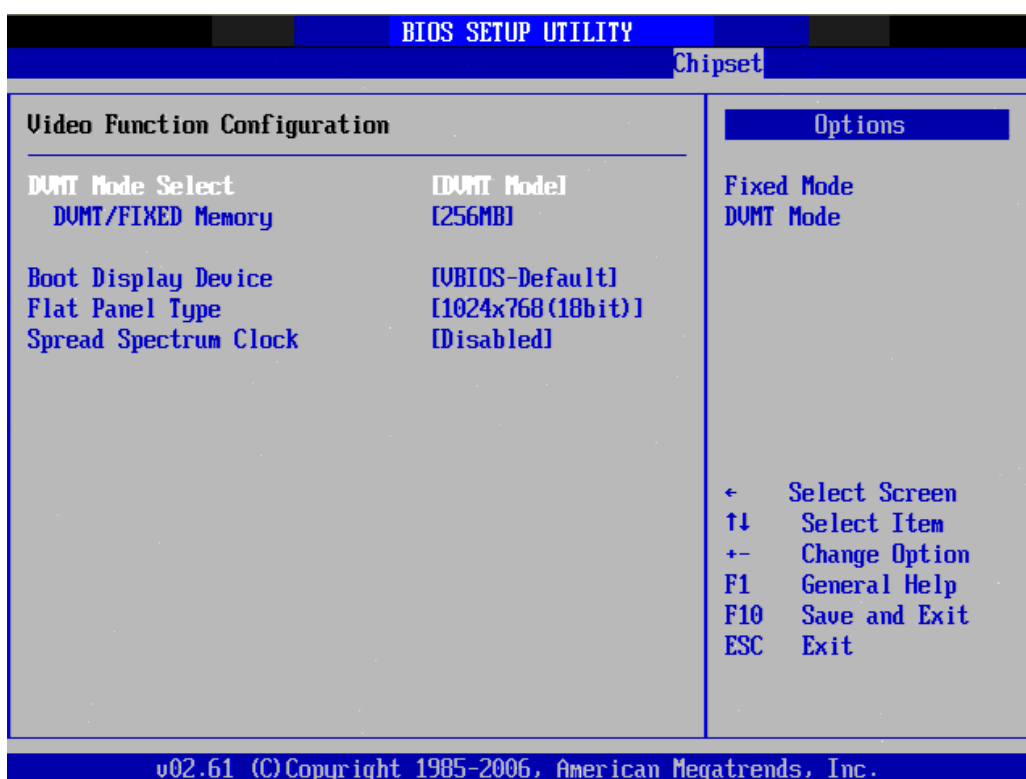 BIOS SETUP UTILITY
Chipset
Video Function Configuration
DVMT Mode Select [DVMT Mode]
DVMT/FIXED Memory [256MB]
Boot Display Device [VBIOS-Default]
Flat Panel Type [1024x768(18bit)]
Spread Spectrum Clock [Disabled]
Options
Fixed Mode
DVMT Mode
← Select Screen
↑↓ Select Item
+- Change Option
F1 General Help
F10 Save and Exit
ESC Exit
v02.61 (C)Copyright 1985-2006, American Megatrends, Inc.